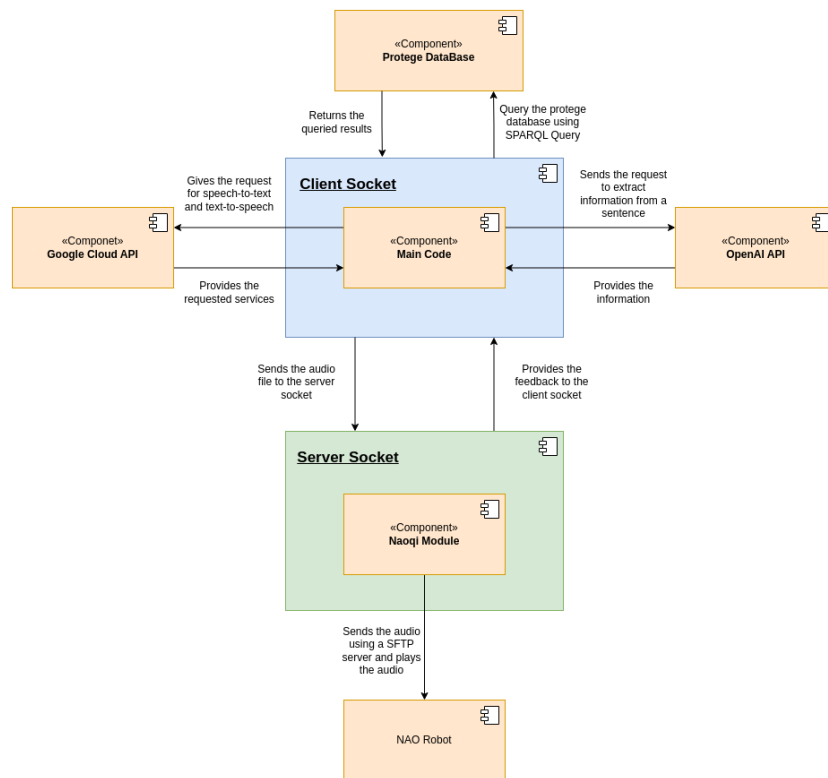 «Component»
Protege DataBase
Returns the
queried results
Query the protege
database using
SPARQL Query
Client Socket
Gives the request
for speech-to-text
and text-to-speech
Sends the request
to extract
information from a
sentence
«Componet»
Google Cloud API
«Component»
Main Code
«Component»
OpenAI API
Provides the
requested services
Provides the
information
Sends the audio
file to the server
socket
Provides the
feedback to the
client socket
Server Socket
«Component»
Naoqi Module
Sends the audio
using a SFTP
server and plays
the audio
NAO Robot